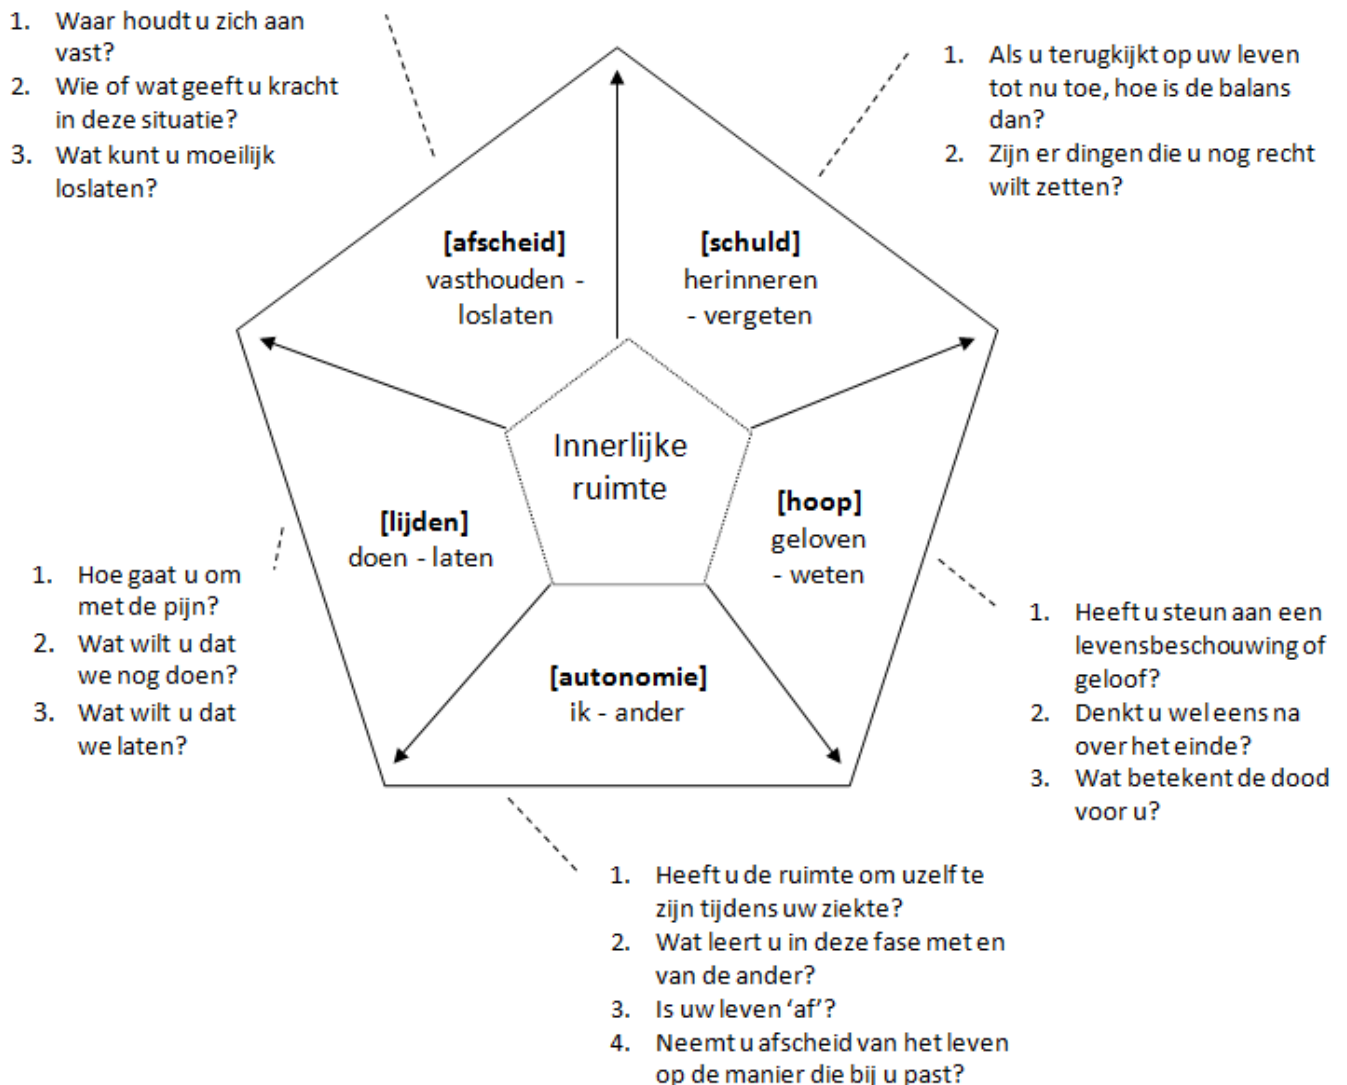 1. Waar houdt u zich aan
vast?
2. Wie of wat geeft u kracht
in deze situatie?
3. Wat kunt u moeilijk
loslaten?
1. Als u terugkijkt op uw leven
tot nu toe, hoe is de balans
dan?
2. Zijn er dingen die u nog recht
wilt zetten?
[afscheid]
vasthouden -
loslaten
[schuld]
herinneren
- vergeten
Innerlijke
ruimte
[lijden]
doen - laten
[hoop]
geloven
- weten
[autonomie]
ik - ander
1. Hoe gaat u om
met de pijn?
2. Wat wilt u dat
we nog doen?
3. Wat wilt u dat
we laten?
1. Heeft u steun aan een
levensbeschouwing of
geloof?
2. Denkt u wel eens na
over het einde?
3. Wat betekent de dood
voor u?
1. Heeft u de ruimte om uzelf te
zijn tijdens uw ziekte?
2. Wat leert u in deze fase met en
van de ander?
3. Is uw leven ‘af’?
4. Neemt u afscheid van het leven
op de manier die bij u past?